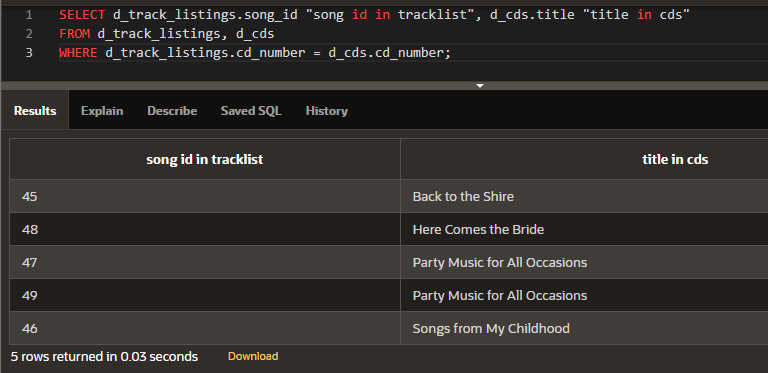 1 SELECT d_track_listings.song_id "song id in tracklist", d_cds.title "title in cds"
2 FROM d_track_listings, d_cds
3 WHERE d_track_listings.cd_number = d_cds.cd_number;
Results Explain Describe Saved SQL History
song id in tracklist title in cds
45 Back to the Shire
48 Here Comes the Bride
47 Party Music for All Occasions
49 Party Music for All Occasions
46 Songs from My Childhood
5 rows returned in 0.03 seconds Download